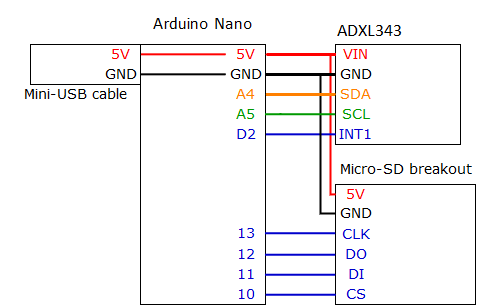 Arduino Nano
ADXL343
5V 5V VIN
GND GND GND
Mini-USB cable A4 SDA
A5 SCL
D2 INT1
Micro-SD breakout
5V
GND
13 CLK
12 DO
11 DI
10 CS